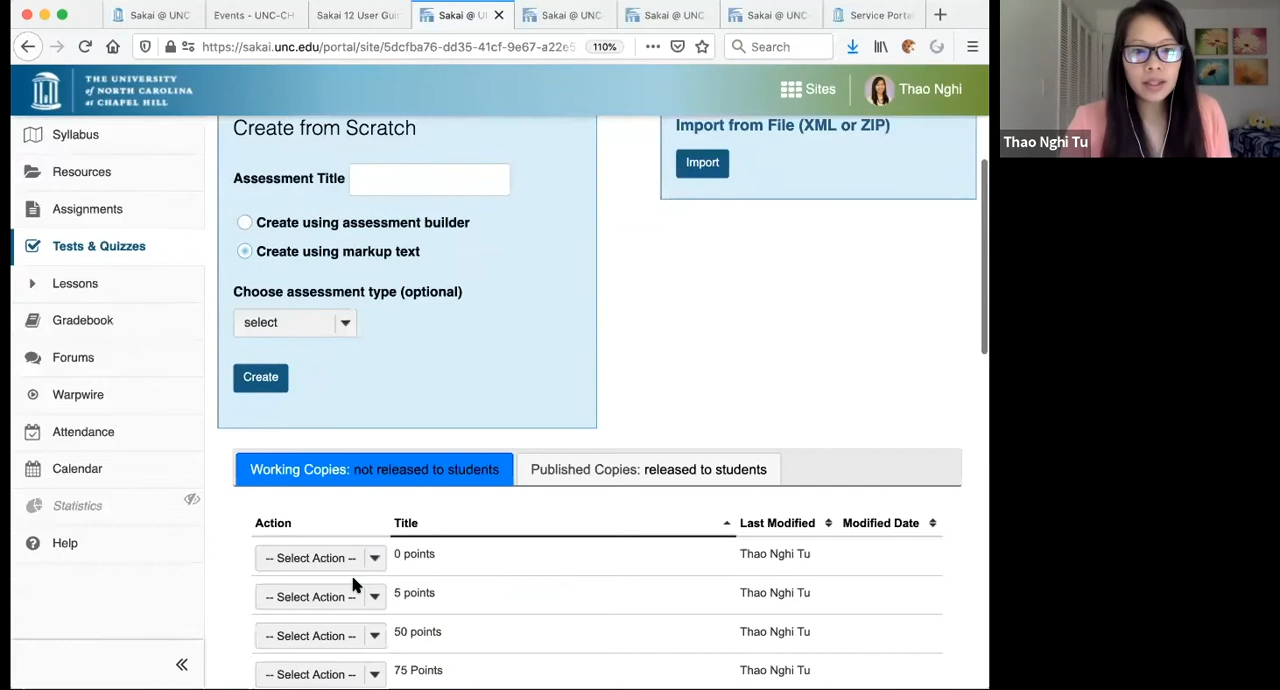 Sakai @ UNC
Events - UNC-CH
Sakai 12 User Gui
Sakai @ U
Sakai @ UNC
Sakai @ UNC
Sakai @ UNC
Service Porta
https://sakai.unc.edu/portal/site/5dcfba76-dd35-41cf-9e67-a22e5
110%
Search
THE UNIVERSITY
of NORTH CAROLINA
at CHAPEL HILL
Sites
Thao Nghi
Thao Nghi Tu
Syllabus
Resources
Assignments
Tests & Quizzes
Lessons
Gradebook
Forums
Warpwire
Attendance
Calendar
Statistics
Help
Create from Scratch
Assessment Title
Create using assessment builder
Create using markup text
Choose assessment type (optional)
select
Create
Import from File (XML or ZIP)
Import
Working Copies: not released to students
Published Copies: released to students
Action Title Last Modified Modified Date
-- Select Action -- 0 points Thao Nghi Tu
-- Select Action -- 5 points Thao Nghi Tu
-- Select Action -- 50 points Thao Nghi Tu
-- Select Action -- 75 Points Thao Nghi Tu